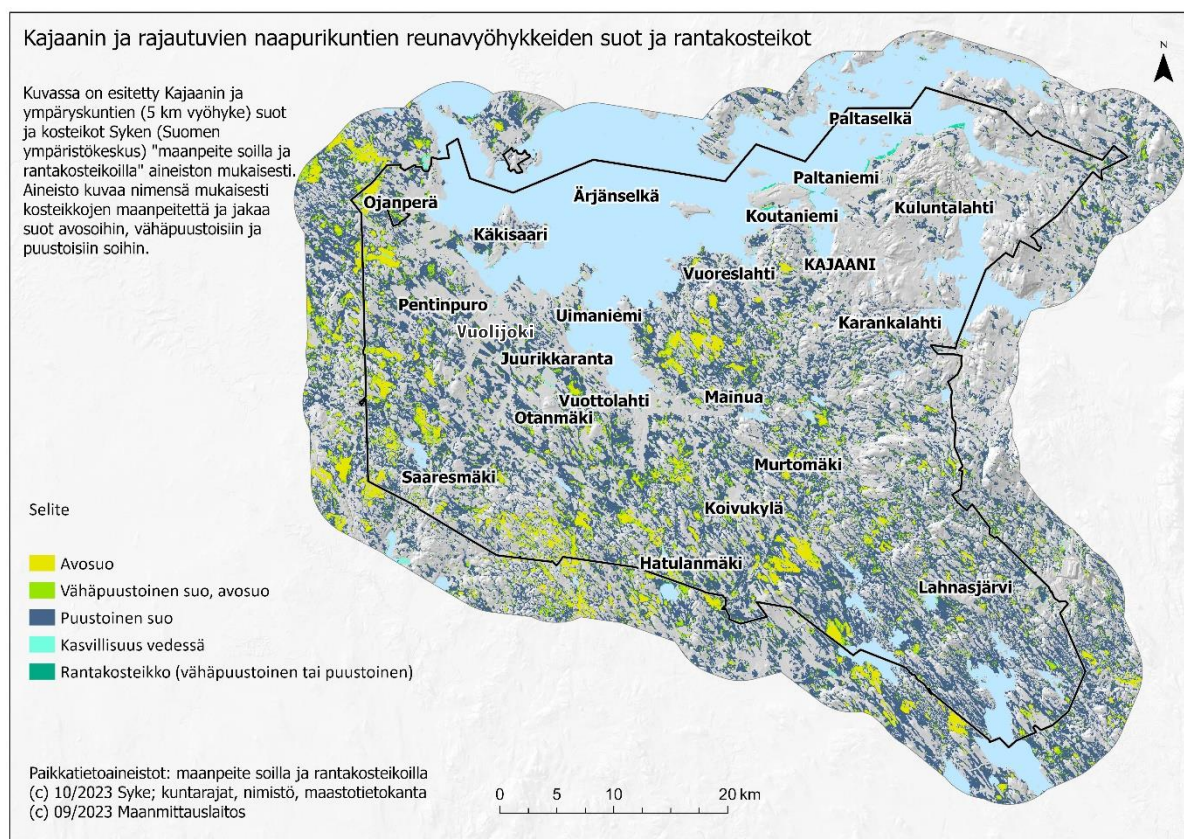 Kajaanin ja rajautuvien naapurikuntien reunavyöhykkeiden suot ja rantakosteikot
Kuvassa on esitetty Kajaanin ja
ympäryskuntien (5 km vyöhyke) suot
ja kosteikot Syken (Suomen
ympäristökeskus) "maanpeite soilla ja
rantakosteikoilla" aineiston mukaisesti.
Aineisto kuvaa nimensä mukaisesti
kosteikkojen maanpeitettä ja jakaa
suot avosoihin, vähäpuustoisiin ja
puustoisiin soihin.
N
Paltaselkä
Paltaniemi
Ärjänselkä
Ojanperä
Koutaniemi
Kuluntalahti
Käkisaari
KAJAANI
Vuoreslahti
Pentinpuro
Uimaniemi
Karankalahti
Vuolijoki
Juurikkaranta
Mainua
Vuottolahti
Otanmäki
Murtomäki
Saaresmäki
Koivukylä
Hatulanmäki
Lahnasjärvi
Selite
Avosuo
Vähäpuustoinen suo, avosuo
Puustoinen suo
Kasvillisuus vedessä
Rantakosteikko (vähäpuustoinen tai puustoinen)
Paikkatietoaineistot: maanpeite soilla ja rantakosteikoilla
(c) 10/2023 Syke; kuntarajat, nimistö, maastotietokanta
(c) 09/2023 Maanmittauslaitos
0 5 10 20 km